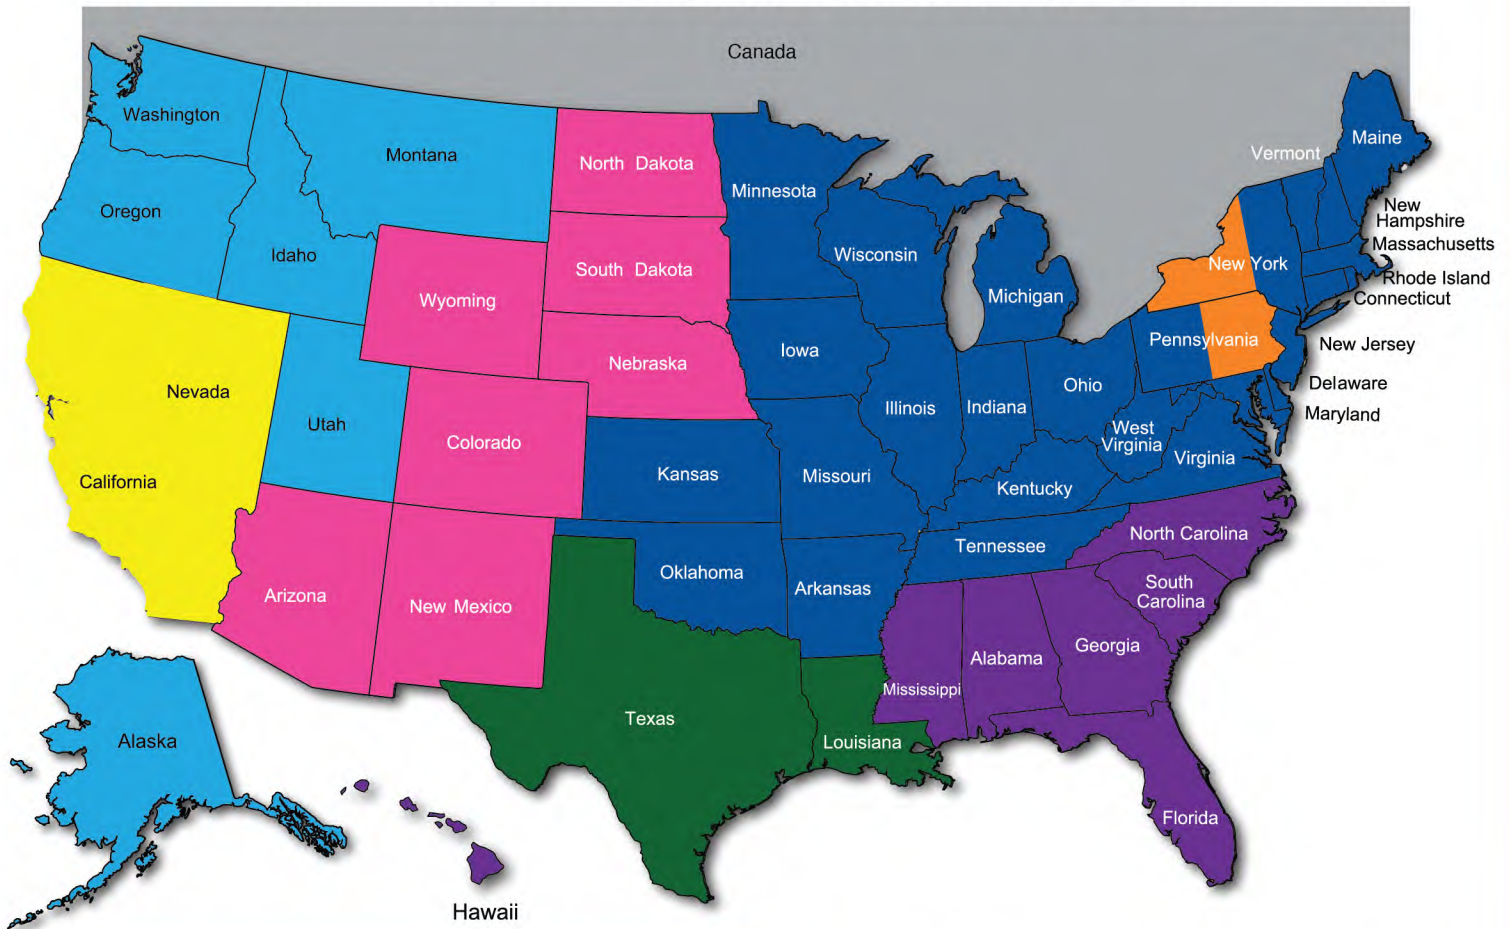 Canada
Washington
Montana
North Dakota
Minnesota
Vermont
Maine
Oregon
Idaho
South Dakota
Wisconsin
New
Hampshire
Massachusetts
Wyoming
Michigan
New York
Rhode Island
Connecticut
Nevada
Nebraska
Iowa
Pennsylvania
New Jersey
Utah
Colorado
Illinois
Indiana
Ohio
Delaware
Maryland
California
Kansas
Missouri
Kentucky
West
Virginia
Virginia
Arizona
New Mexico
Oklahoma
Arkansas
Tennessee
North Carolina
South
Carolina
Texas
Louisiana
Mississippi
Alabama
Georgia
Alaska
Florida
Hawaii